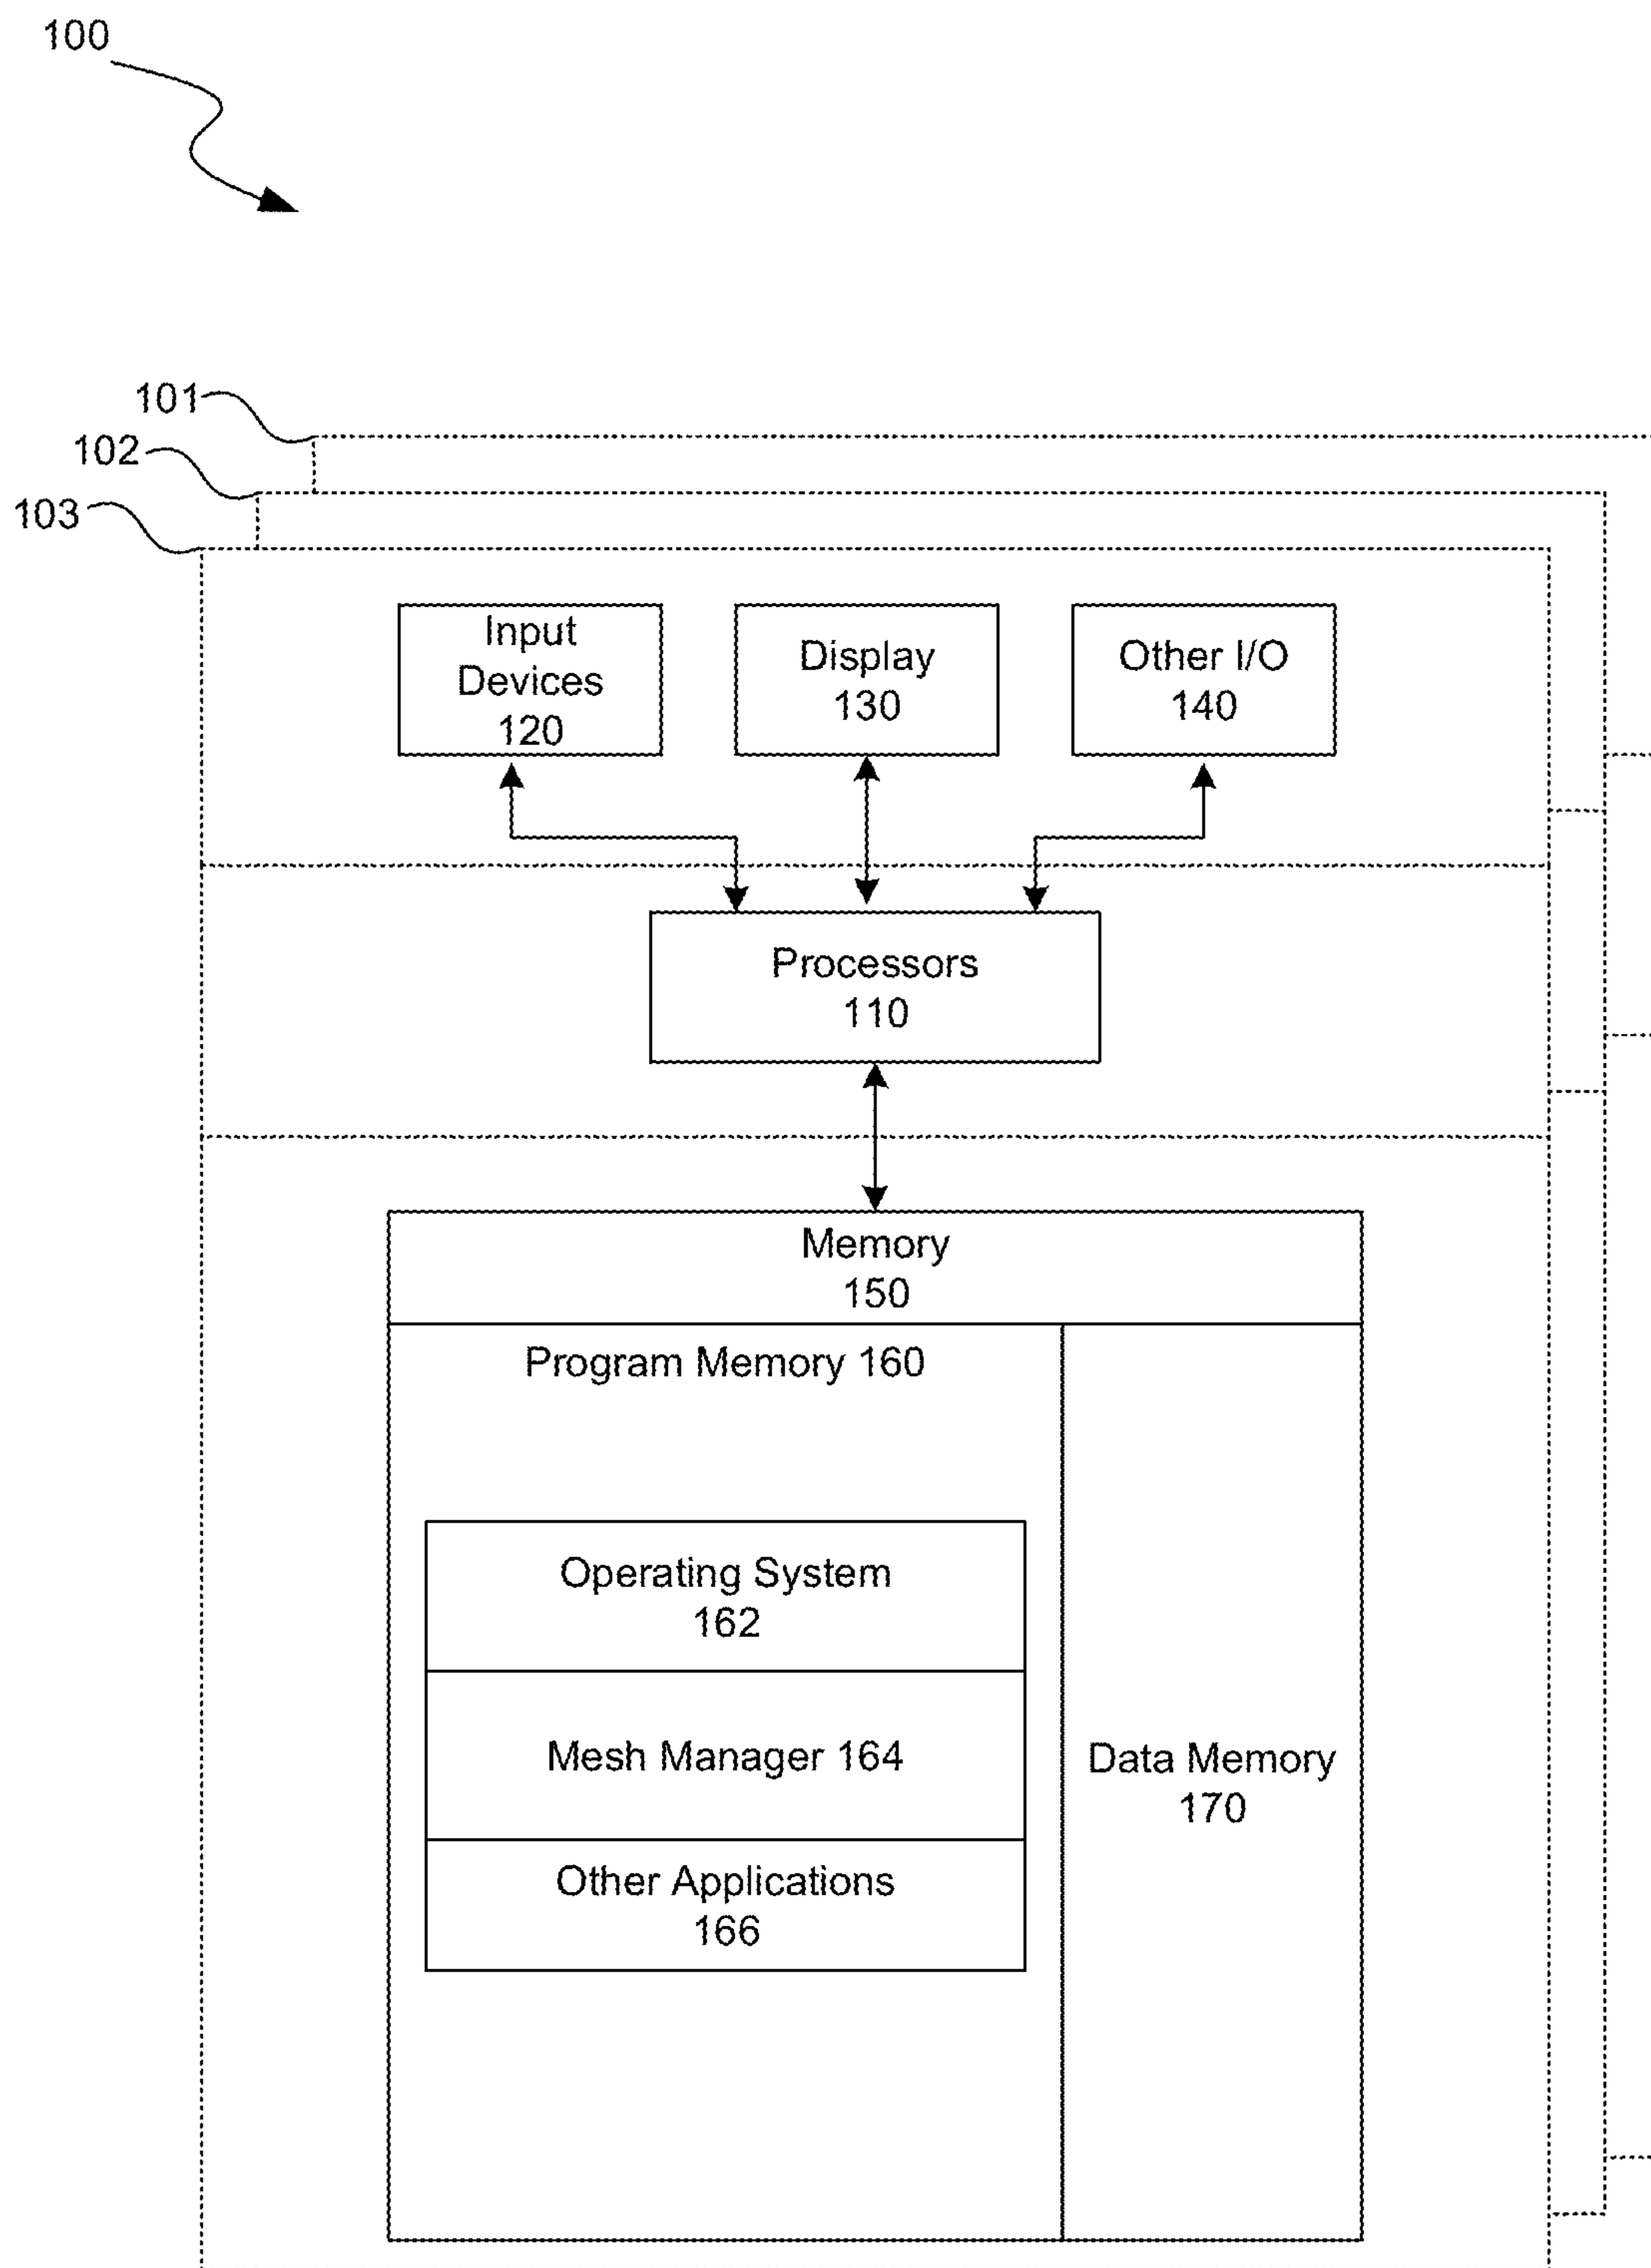 100
101
102
103
Input
Devices
120
Display
130
Other I/O
140
Processors
110
Memory
150
Program Memory 160
Operating System
162
Mesh Manager 164
Other Applications
166
Data Memory
170